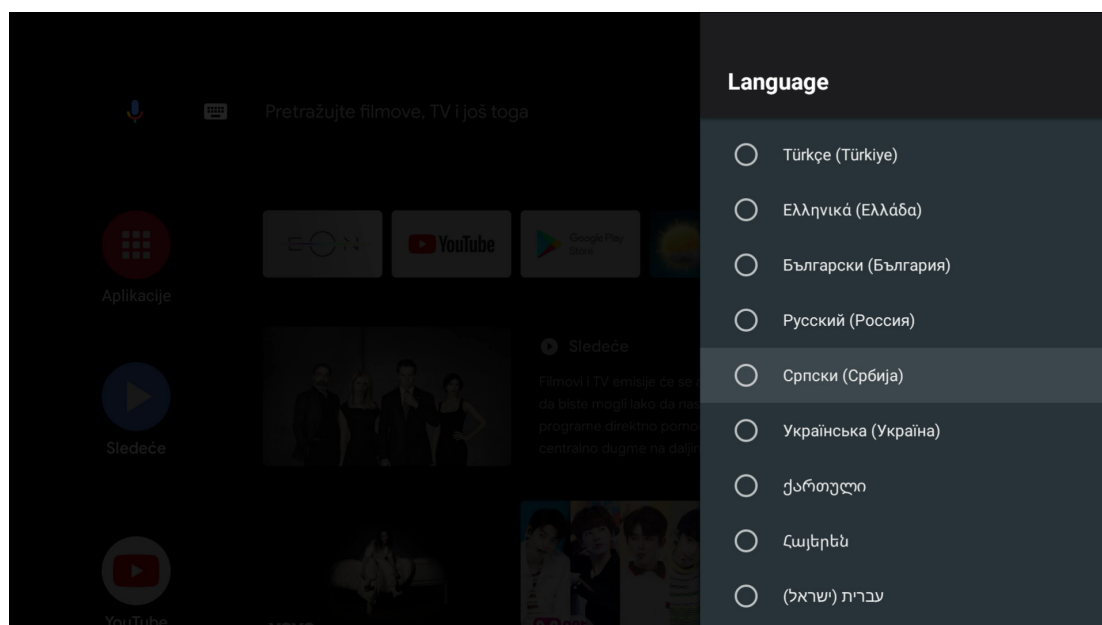 Language
Pretražujte filmove, TV i još toga
Türkçe (Türkiye)
Ελληνικά (Ελλάδα)
EON
YouTube
Google Play
Store
Български (България)
Aplikacije
Русский (Россия)
Sledeće
Српски (Србија)
Filmovi i TV emisije će se
da biste mogli lako da nas
programe direktno pomo
centralno dugme na daljin
Sledeće
Українська (Україна)
ქართული
Հայերեն
עברית (ישראל)
YouTube